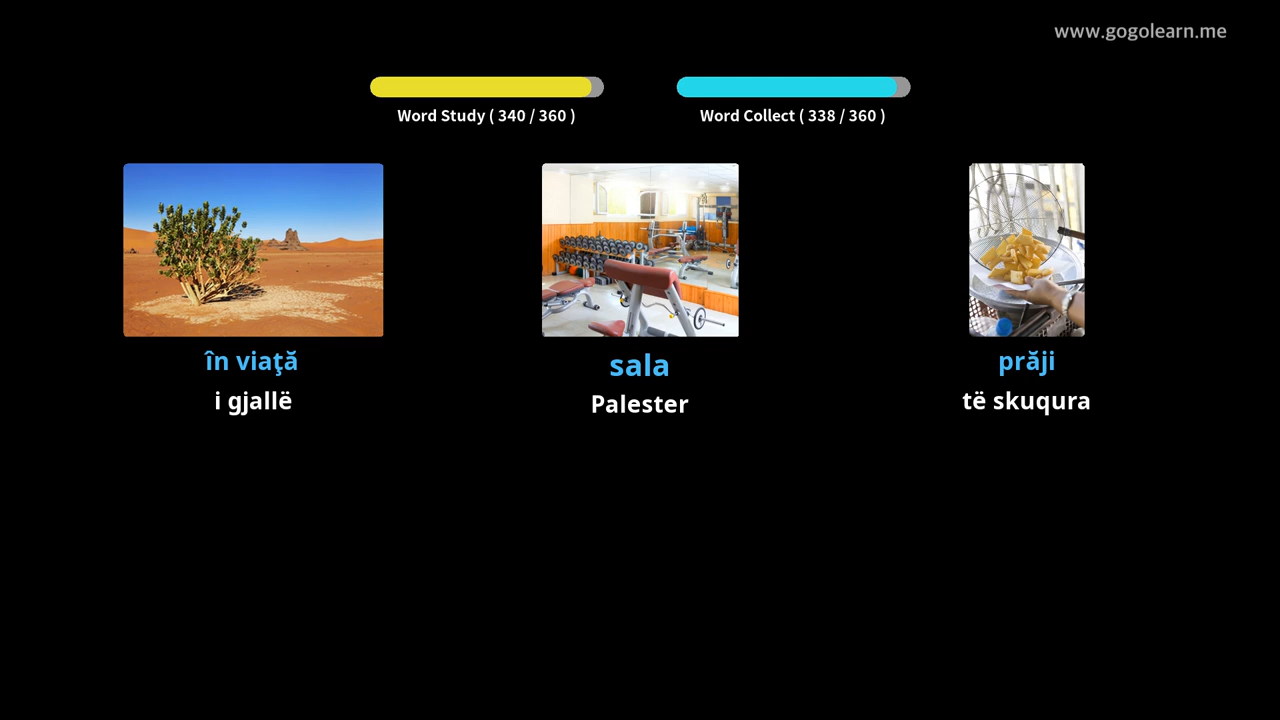 www.gogolearn.me
Word Study ( 340 / 360 )
Word Collect ( 338 / 360 )
în viaţă
i gjallë
sala
Palester
prăji
të skuqura